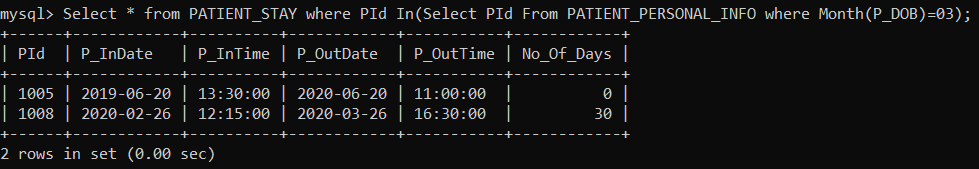 mysql> Select * from PATIENT_STAY where PId In(Select PId From PATIENT_PERSONAL_INFO where Month(P_DOB)=03);
+------+------------+----------+------------+-----------+------------+
| PId | P_InDate | P_InTime | P_OutDate | P_OutTime | No_Of_Days |
+------+------------+----------+------------+-----------+------------+
| 1005 | 2019-06-20 | 13:30:00 | 2020-06-20 | 11:00:00 | 0 |
| 1008 | 2020-02-26 | 12:15:00 | 2020-03-26 | 16:30:00 | 30 |
+------+------------+----------+------------+-----------+------------+
2 rows in set (0.00 sec)